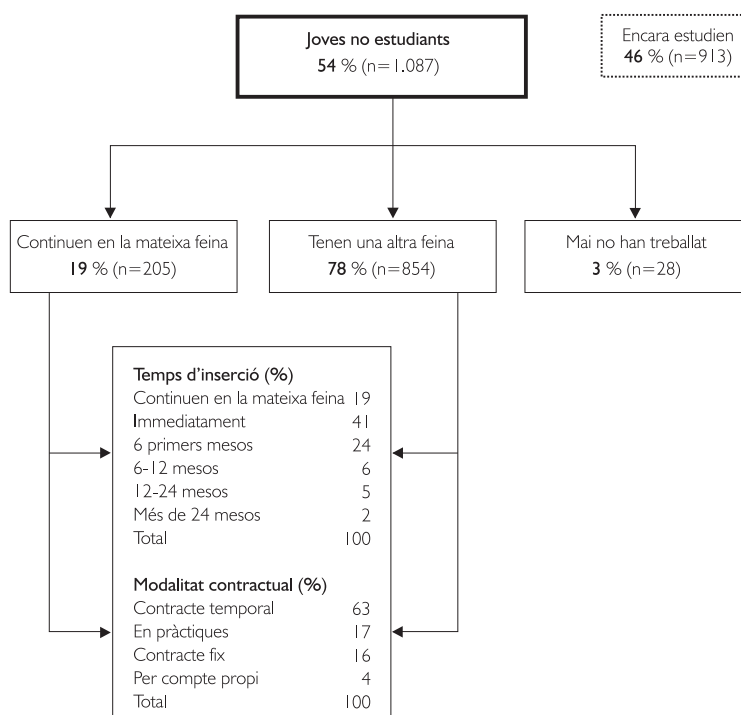 Joves no estudiants
54 % (n=1.087)
Encara estudien
46 % (n=913)
Continuen en la mateixa feina
19 % (n=205)
Tenen una altra feina
78 % (n=854)
Mai no han treballat
3 % (n=28)
Temps d'inserció (%)
Continuen en la mateixa feina 19
Immediatament 41
6 primers mesos 24
6-12 mesos 6
12-24 mesos 5
Més de 24 mesos 2
Total 100
Modalitat contractual (%)
Contracte temporal 63
En pràctiques 17
Contracte fix 16
Per compte propi 4
Total 100